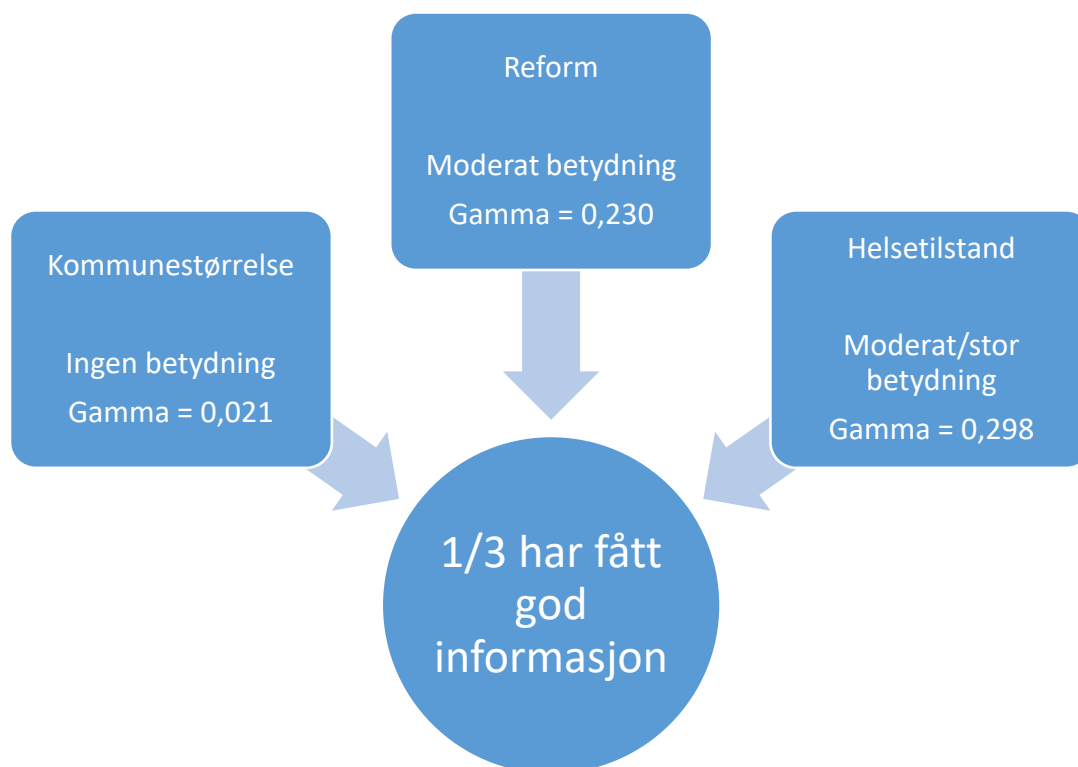 Reform
Moderat betydning
Gamma = 0,230
Kommunestørrelse
Ingen betydning
Gamma = 0,021
Helsetilstand
Moderat/stor
betydning
Gamma = 0,298
1/3 har fått
god
informasjon